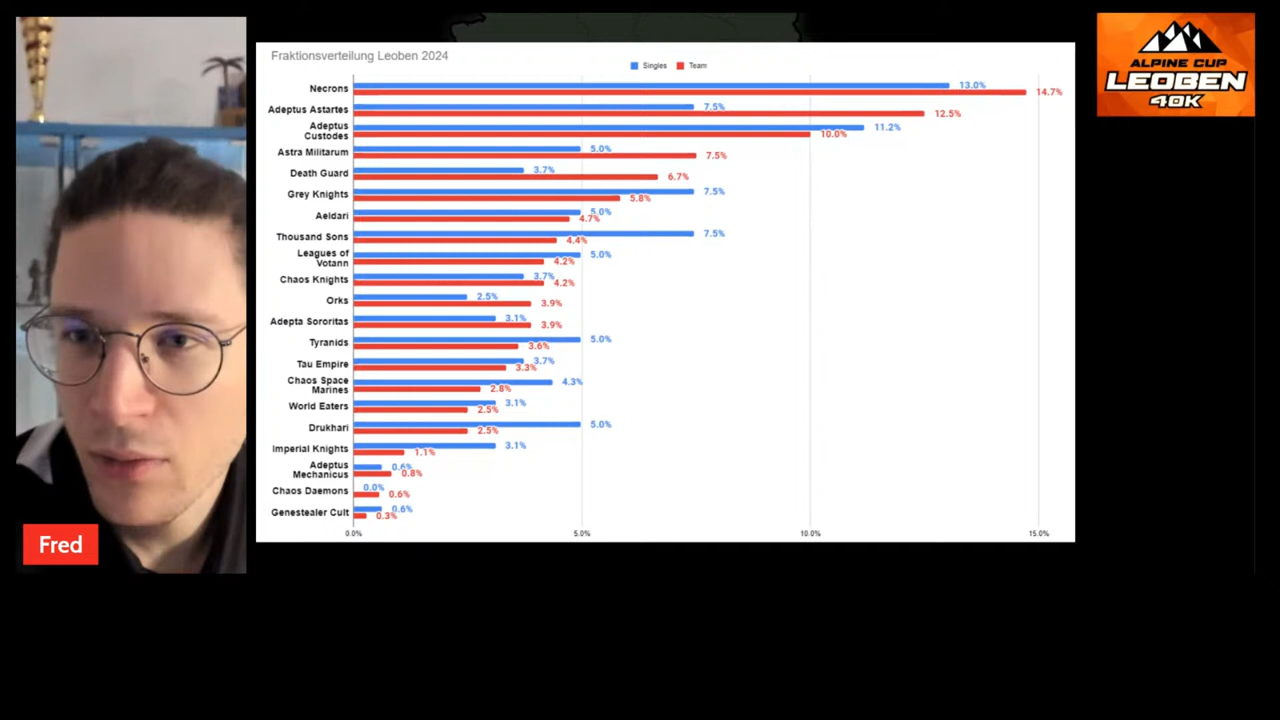 Fraktionsverteilung Leoben 2024
Singles Team
Necrons 13.0% 14.7%
Adeptus Astartes 7.5% 12.5%
Adeptus
Custodes 11.2% 10.0%
Astra Militarum 5.0% 7.5%
Death Guard 3.7% 6.7%
Grey Knights 7.5% 5.8%
Aeldari 5.0% 4.7%
Thousand Sons 7.5% 4.4%
Leagues of
Votann 5.0% 4.2%
Chaos Knights 3.7% 4.2%
Orks 2.5% 3.9%
Adepta Sororitas 3.1% 3.9%
Tyranids 5.0% 3.6%
Tau Empire 3.7% 3.3%
Chaos Space
Marines 4.3% 2.8%
World Eaters 3.1% 2.5%
Drukhari 5.0% 2.5%
Imperial Knights 3.1% 1.1%
Adeptus
Mechanicus 0.6% 0.8%
Chaos Daemons 0.0% 0.6%
Genestealer Cult 0.6% 0.3%
0.0% 5.0% 10.0% 15.0%
ALPINE CUP
LEOBEN
40K
Fred